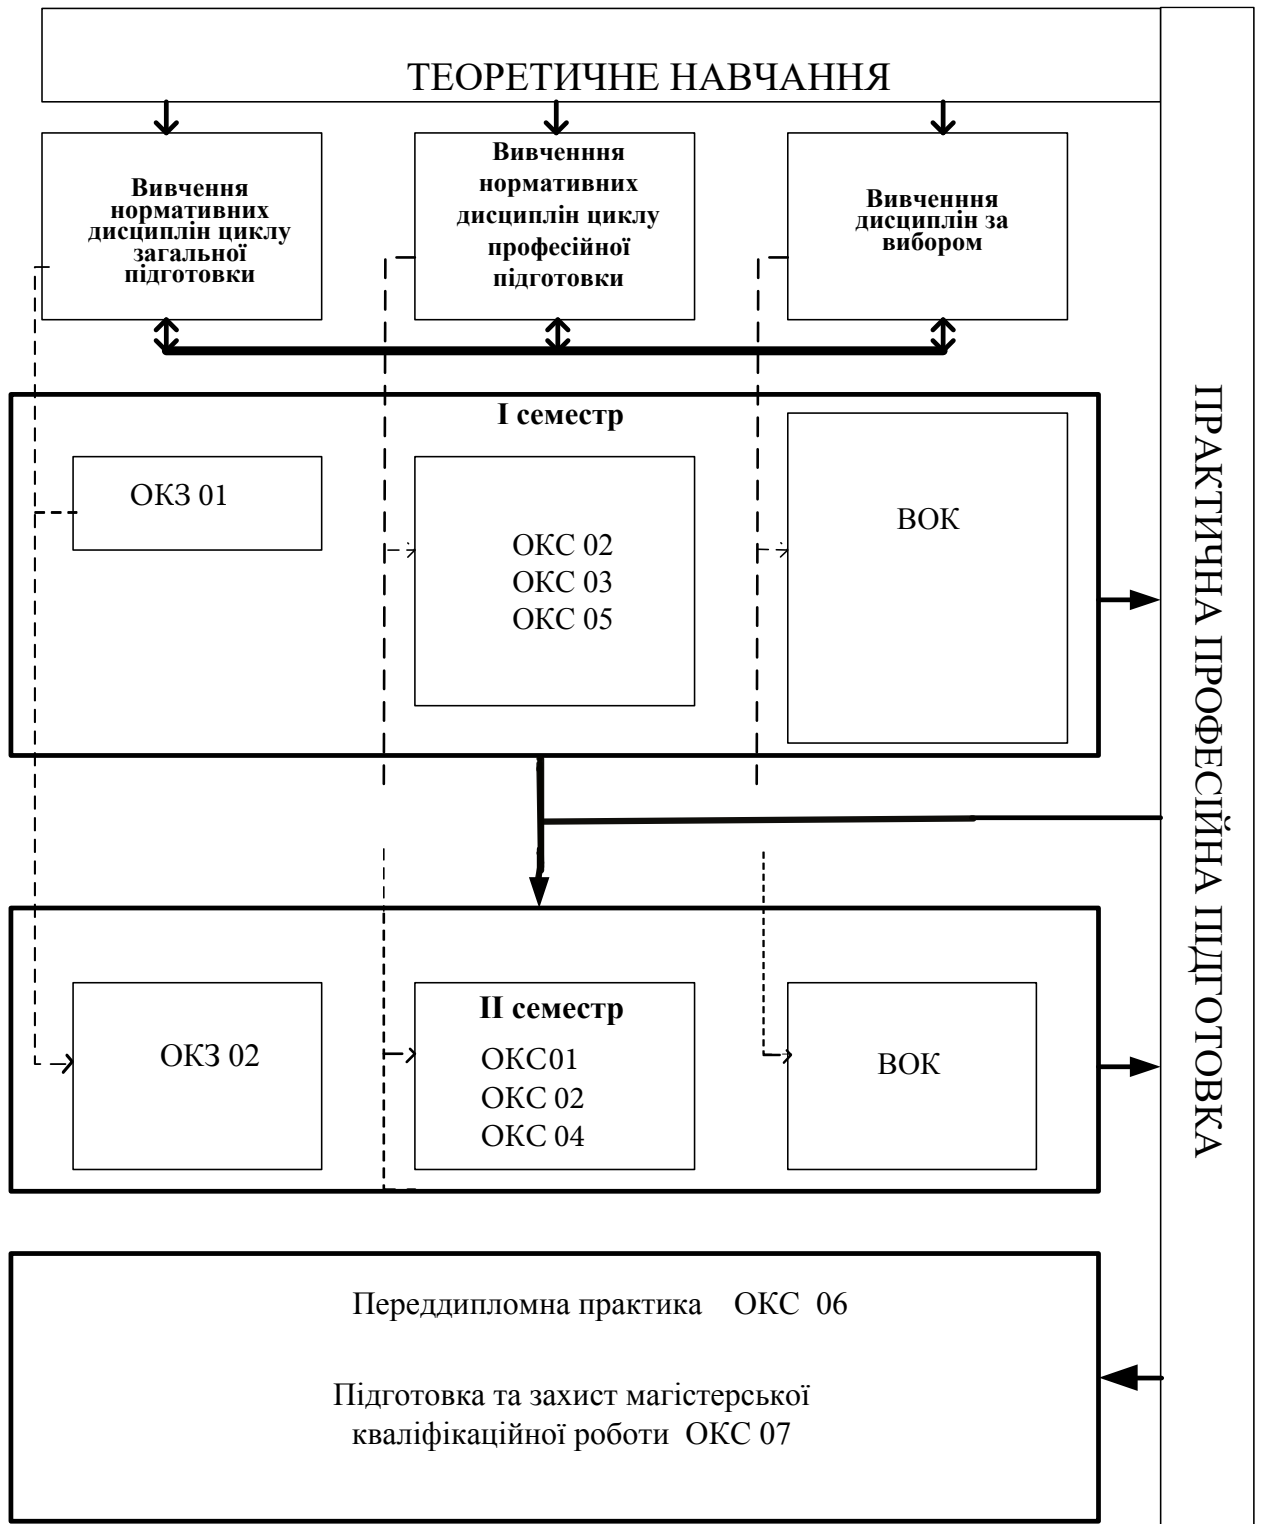 ТЕОРЕТИЧНЕ НАВЧАННЯ
Вивчення
нормативних
дисциплін циклу
загальної
підготовки
Вивченння
нормативних
дисциплін циклу
професійної
підготовки
Вивченння
дисциплін за
вибором
І семестр
ОКЗ 01
ОКС 02
ОКС 03
ОКС 05
ВОК
ІІ семестр
ОКЗ 02
ОКС01
ОКС 02
ОКС 04
ВОК
Переддипломна практика ОКС 06
Підготовка та захист магістерської
кваліфікаційної роботи ОКС 07
ПРАКТИЧНА ПРОФЕСІЙНА ПІДГОТОВКА